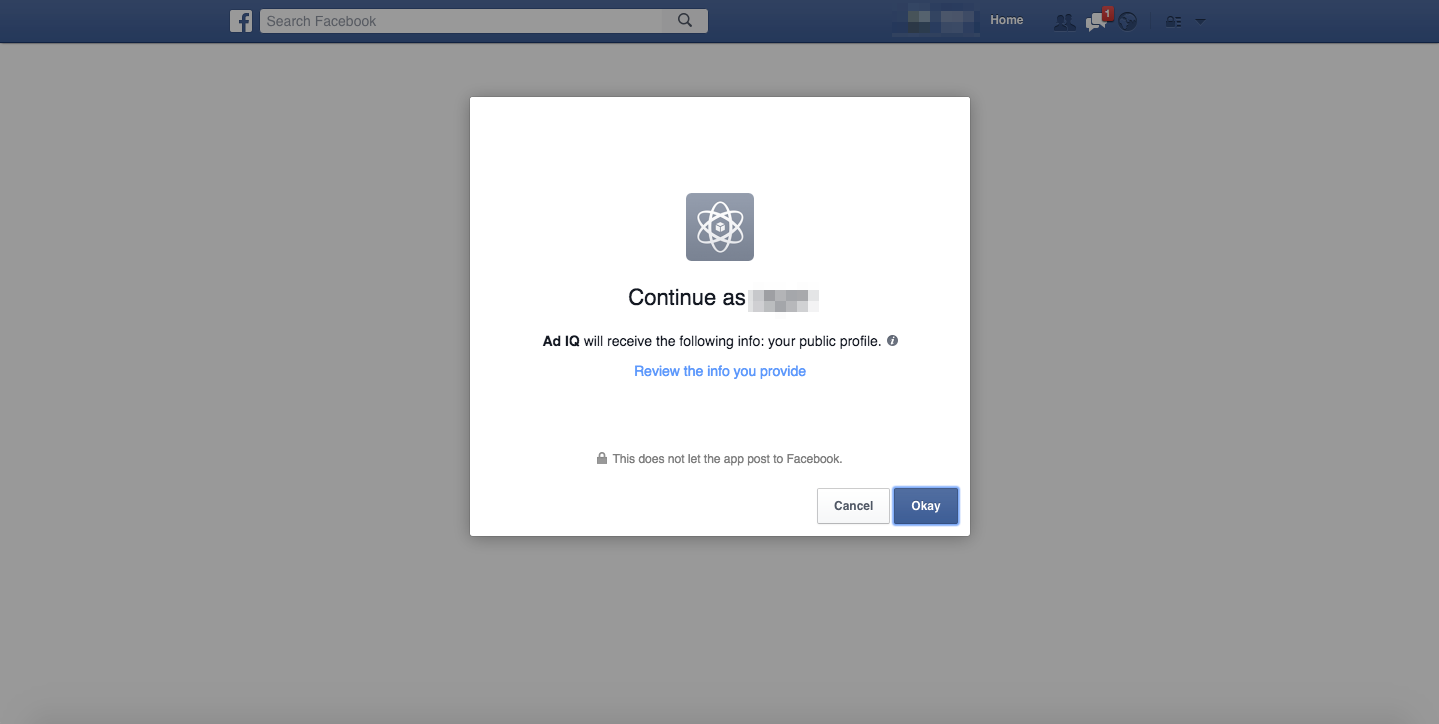 Search Facebook
Home
1
Continue as
Ad IQ will receive the following info: your public profile. i
Review the info you provide
This does not let the app post to Facebook.
Cancel Okay